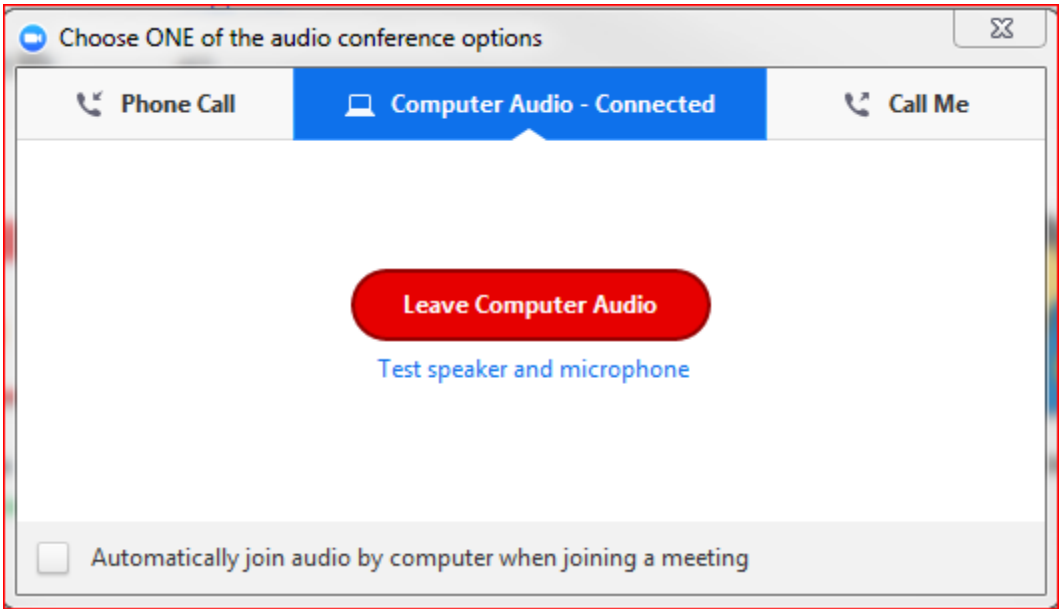 Choose ONE of the audio conference options
Phone Call
Computer Audio - Connected
Call Me
Leave Computer Audio
Test speaker and microphone
Automatically join audio by computer when joining a meeting